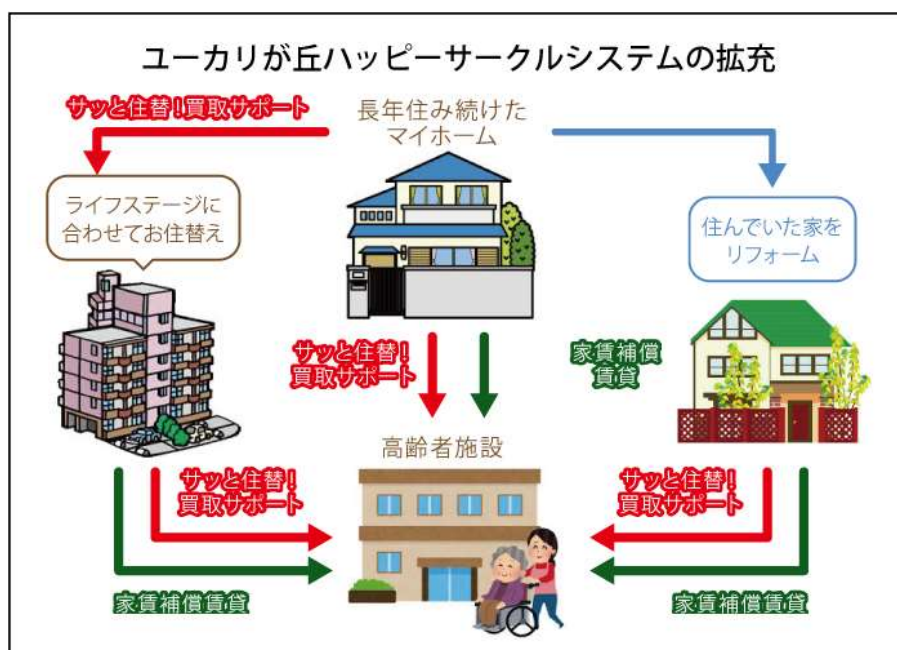 ユーカリが丘ハッピーサークルシステムの拡充
サッと住替!買取サポート
長年住み続けた
マイホーム
ライフステージに
合わせてお住替え
住んでいた家を
リフォーム
サッと住替!
買取サポート
家賃補償
賃貸
高齢者施設
サッと住替!
買取サポート
サッと住替!
買取サポート
家賃補償賃貸
家賃補償賃貸